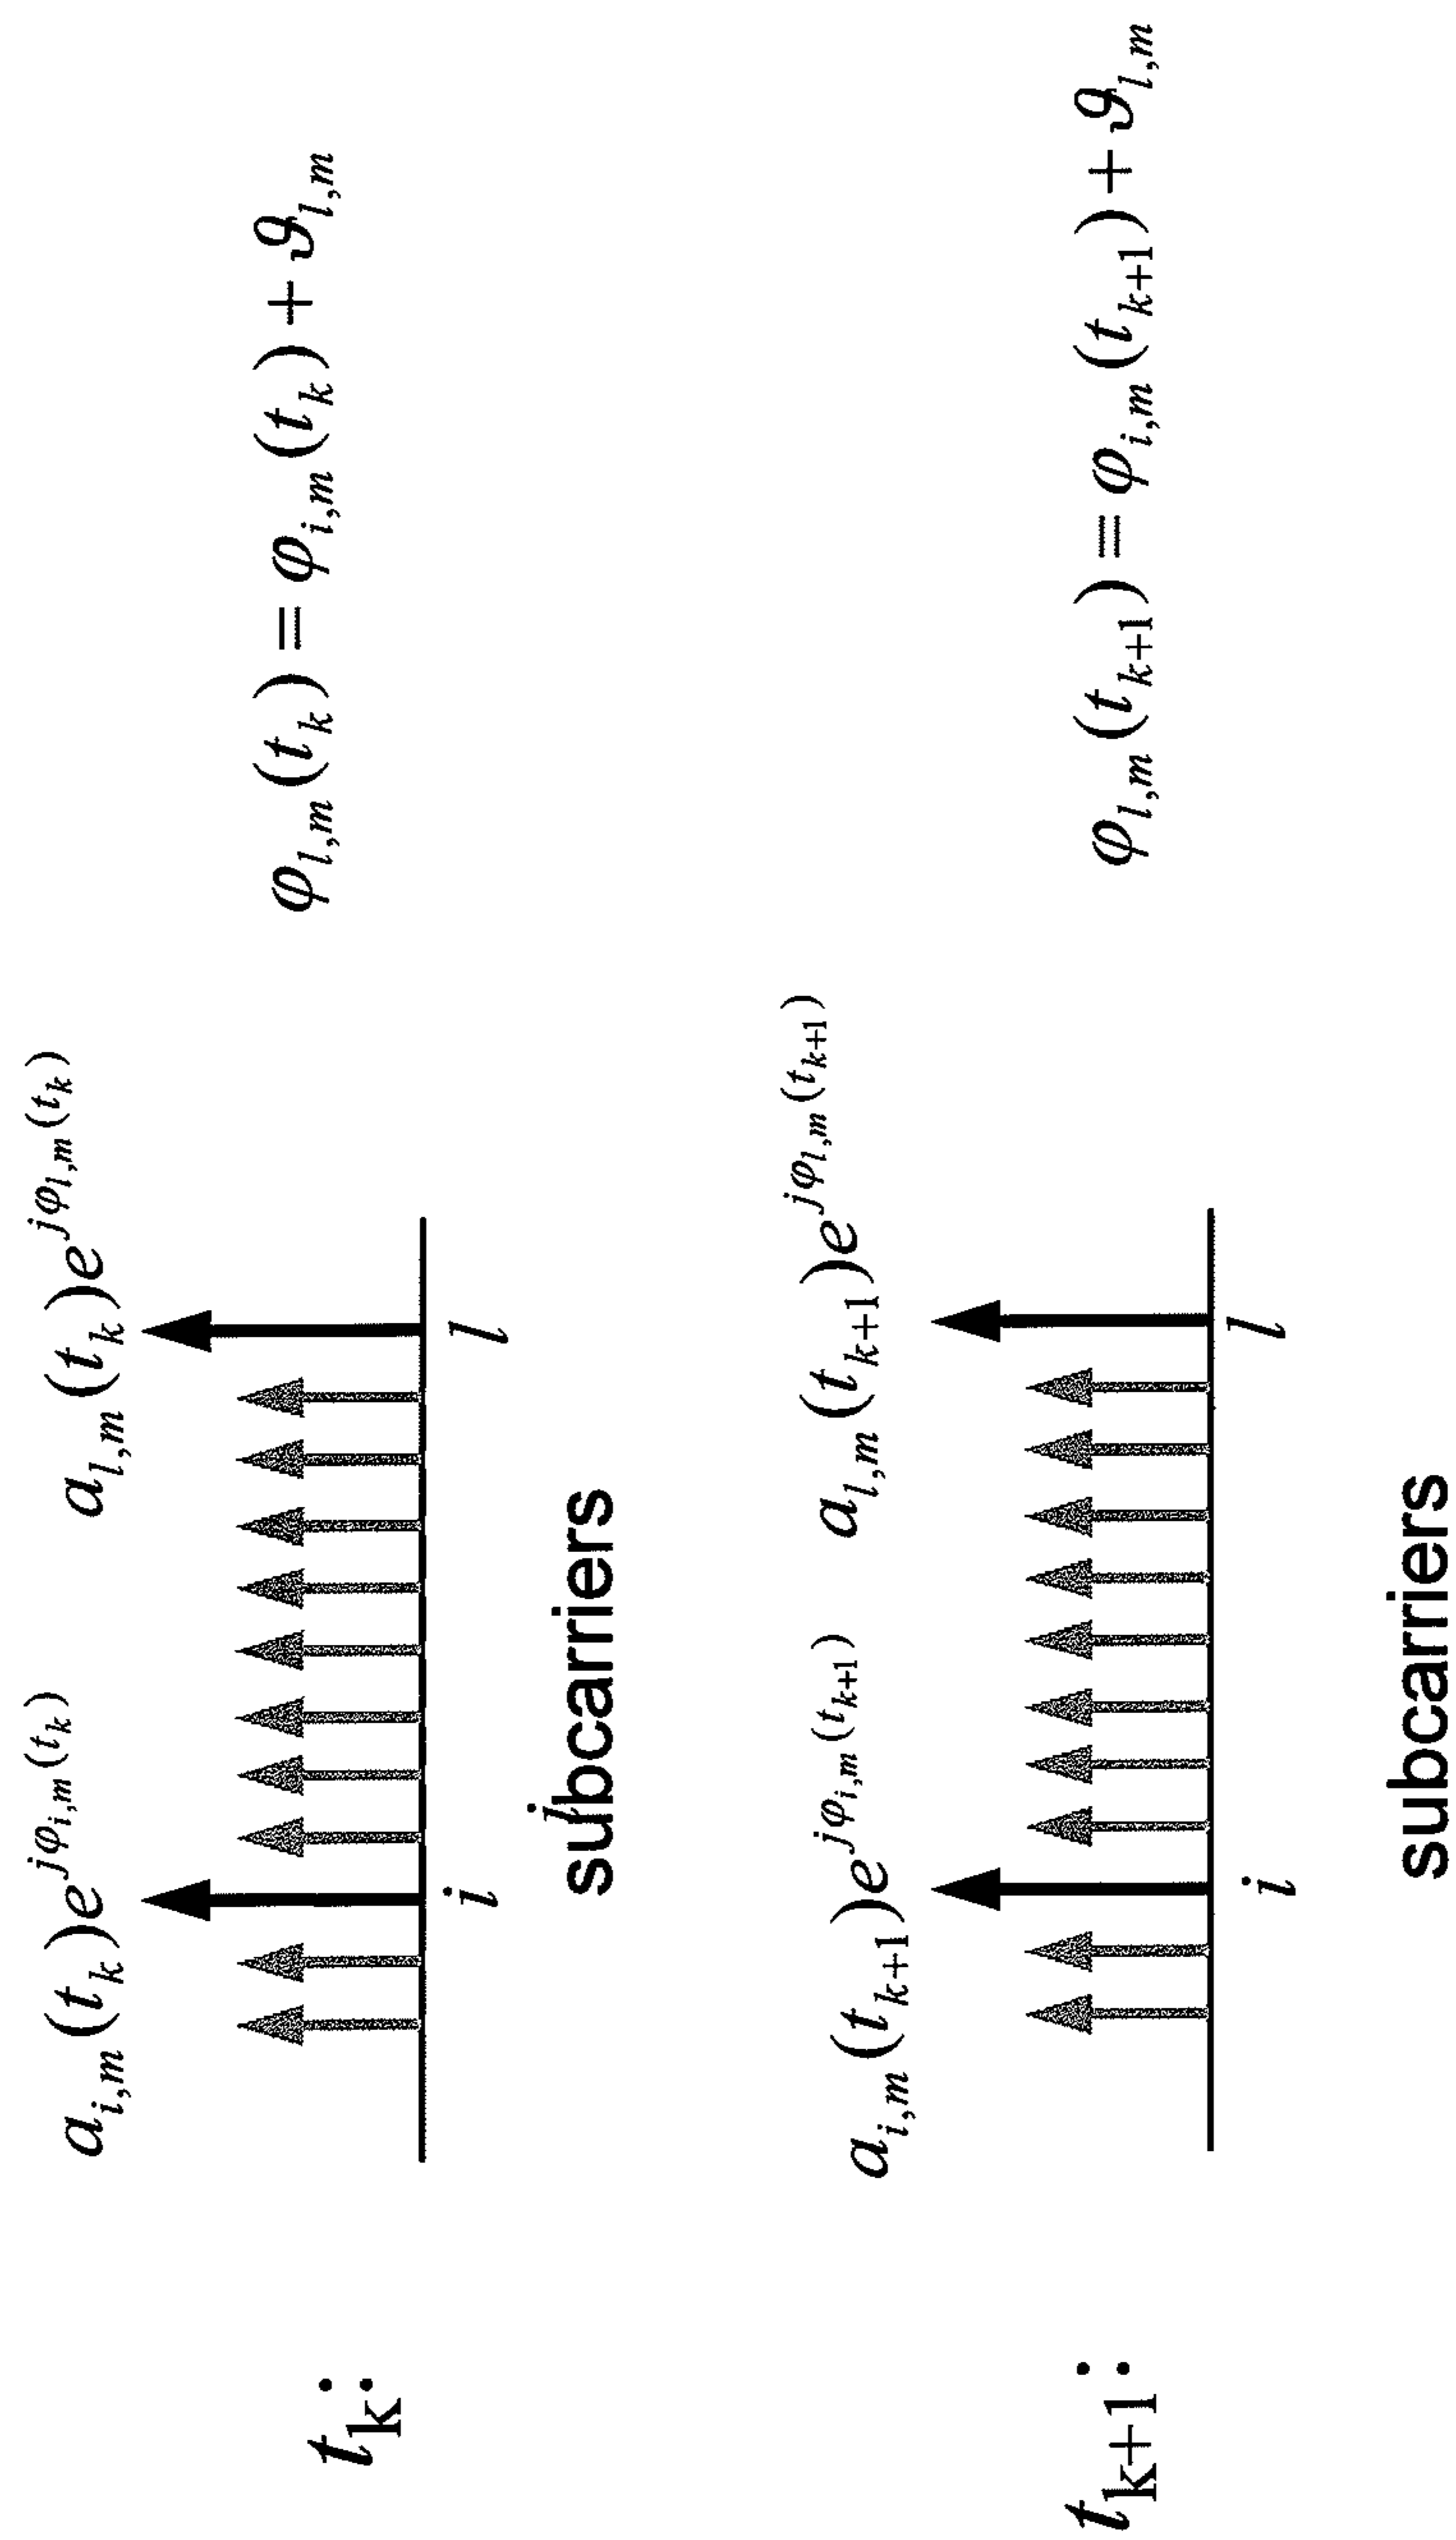 a_{i,m}(t_k)e^{jφ_{i,m}(t_k)}
a_{l,m}(t_k)e^{jφ_{l,m}(t_k)}
t_k:
φ_{l,m}(t_k) = φ_{i,m}(t_k) + ϑ_{l,m}
i
l
i
subcarriers
a_{i,m}(t_{k+1})e^{jφ_{i,m}(t_{k+1})}
a_{l,m}(t_{k+1})e^{jφ_{l,m}(t_{k+1})}
t_{k+1}:
φ_{l,m}(t_{k+1}) = φ_{i,m}(t_{k+1}) + ϑ_{l,m}
i
l
subcarriers